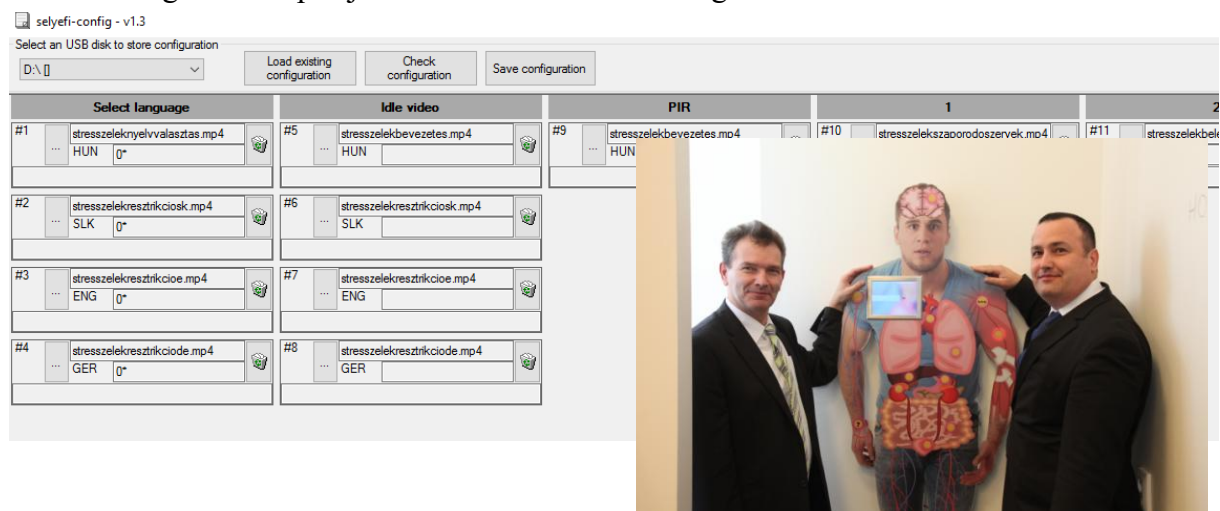 selyefi-config - v1.3
Select an USB disk to store configuration
D:\ []
Load existing configuration
Check configuration
Save configuration
Select language
Idle video
PIR
1
2
#1
...
stresszeleknyelvvalasztas.mp4
HUN
0*
#5
...
stresszelekbevezetes.mp4
HUN
#9
...
stresszelekbevezetes.mp4
HUN
#10
stresszelekszaporodoszervek.mp4
#11
#2
...
stresszelekresztrikciosk.mp4
SLK
0*
#6
...
stresszelekresztrikciosk.mp4
SLK
#3
...
stresszelekresztrikcioe.mp4
ENG
0*
#7
...
stresszelekresztrikcioe.mp4
ENG
#4
...
stresszelekresztrikciode.mp4
GER
0*
#8
...
stresszelekresztrikciode.mp4
GER